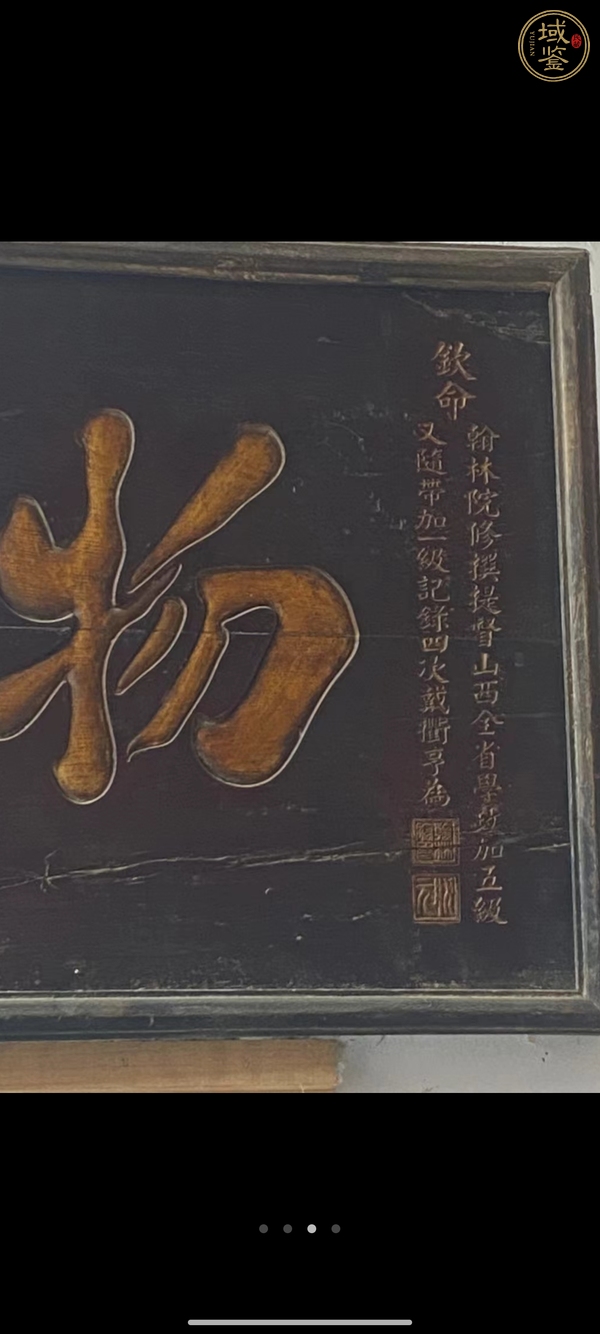 域鉴
YUJIAN
欽命
翰林院修撰提督山西全省學政加五級
又隨帶加一級記錄四次戴衢亨為
物